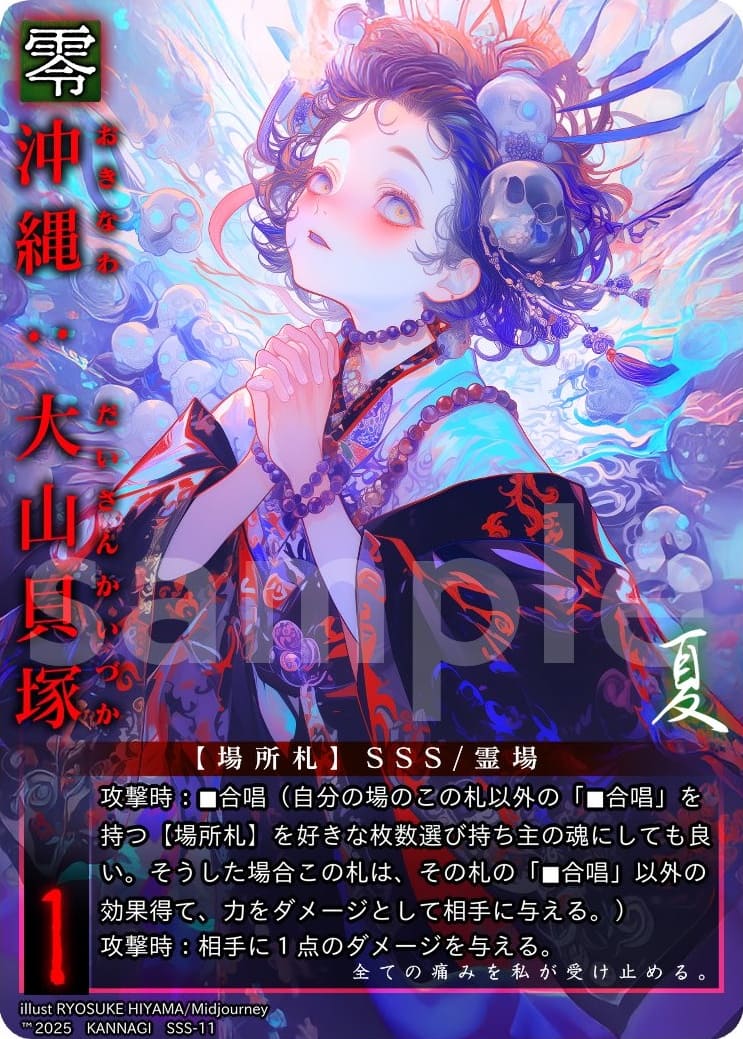 零
沖縄：大山貝塚
おきなわ
だいさんかいづか
sample
夏
【場所札】SSS/霊場
攻撃時：■合唱（自分の場のこの札以外の「■合唱」を
持つ【場所札】を好きな枚数選び持ち主の魂にしても良
い。そうした場合この札は、その札の「■合唱」以外の
効果得て、力をダメージとして相手に与える。）
攻撃時：相手に１点のダメージを与える。
全ての痛みを私が受け止める。
1
illust RYOSUKE HIYAMA/Midjourney
™2025 KANNAGI SSS-11